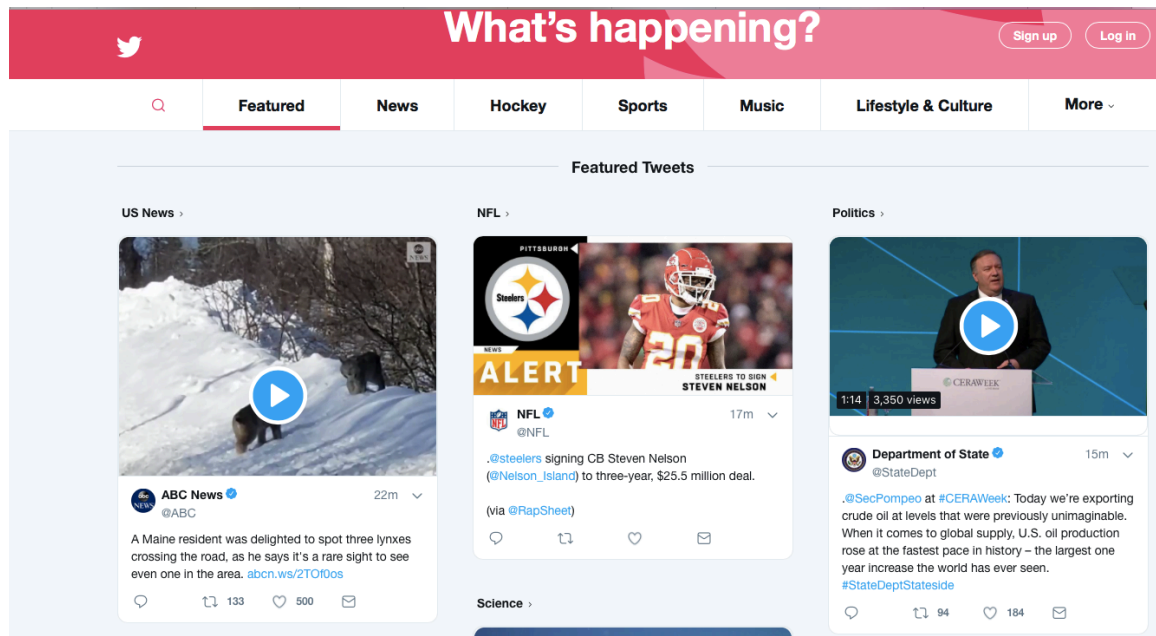 What's happening?
Sign up
Log in
Featured
News
Hockey
Sports
Music
Lifestyle & Culture
More
Featured Tweets
US News
abc
NEWS
ABC News
@ABC
22m
A Maine resident was delighted to spot three lynxes
crossing the road, as he says it's a rare sight to see
even one in the area. abcn.ws/2TOf0os
133
500
NFL
PITTSBURGH
Steelers
NEWS
ALERT
20
STEELERS TO SIGN
STEVEN NELSON
NFL
NFL
@NFL
17m
.@steelers signing CB Steven Nelson
(@Nelson_Island) to three-year, $25.5 million deal.
(via @RapSheet)
Science
Politics
CERAWEEK
1:14
3,350 views
Department of State
@StateDept
15m
.@SecPompeo at #CERAWeek: Today we're exporting
crude oil at levels that were previously unimaginable.
When it comes to global supply, U.S. oil production
rose at the fastest pace in history – the largest one
year increase the world has ever seen.
#StateDeptStateside
94
184